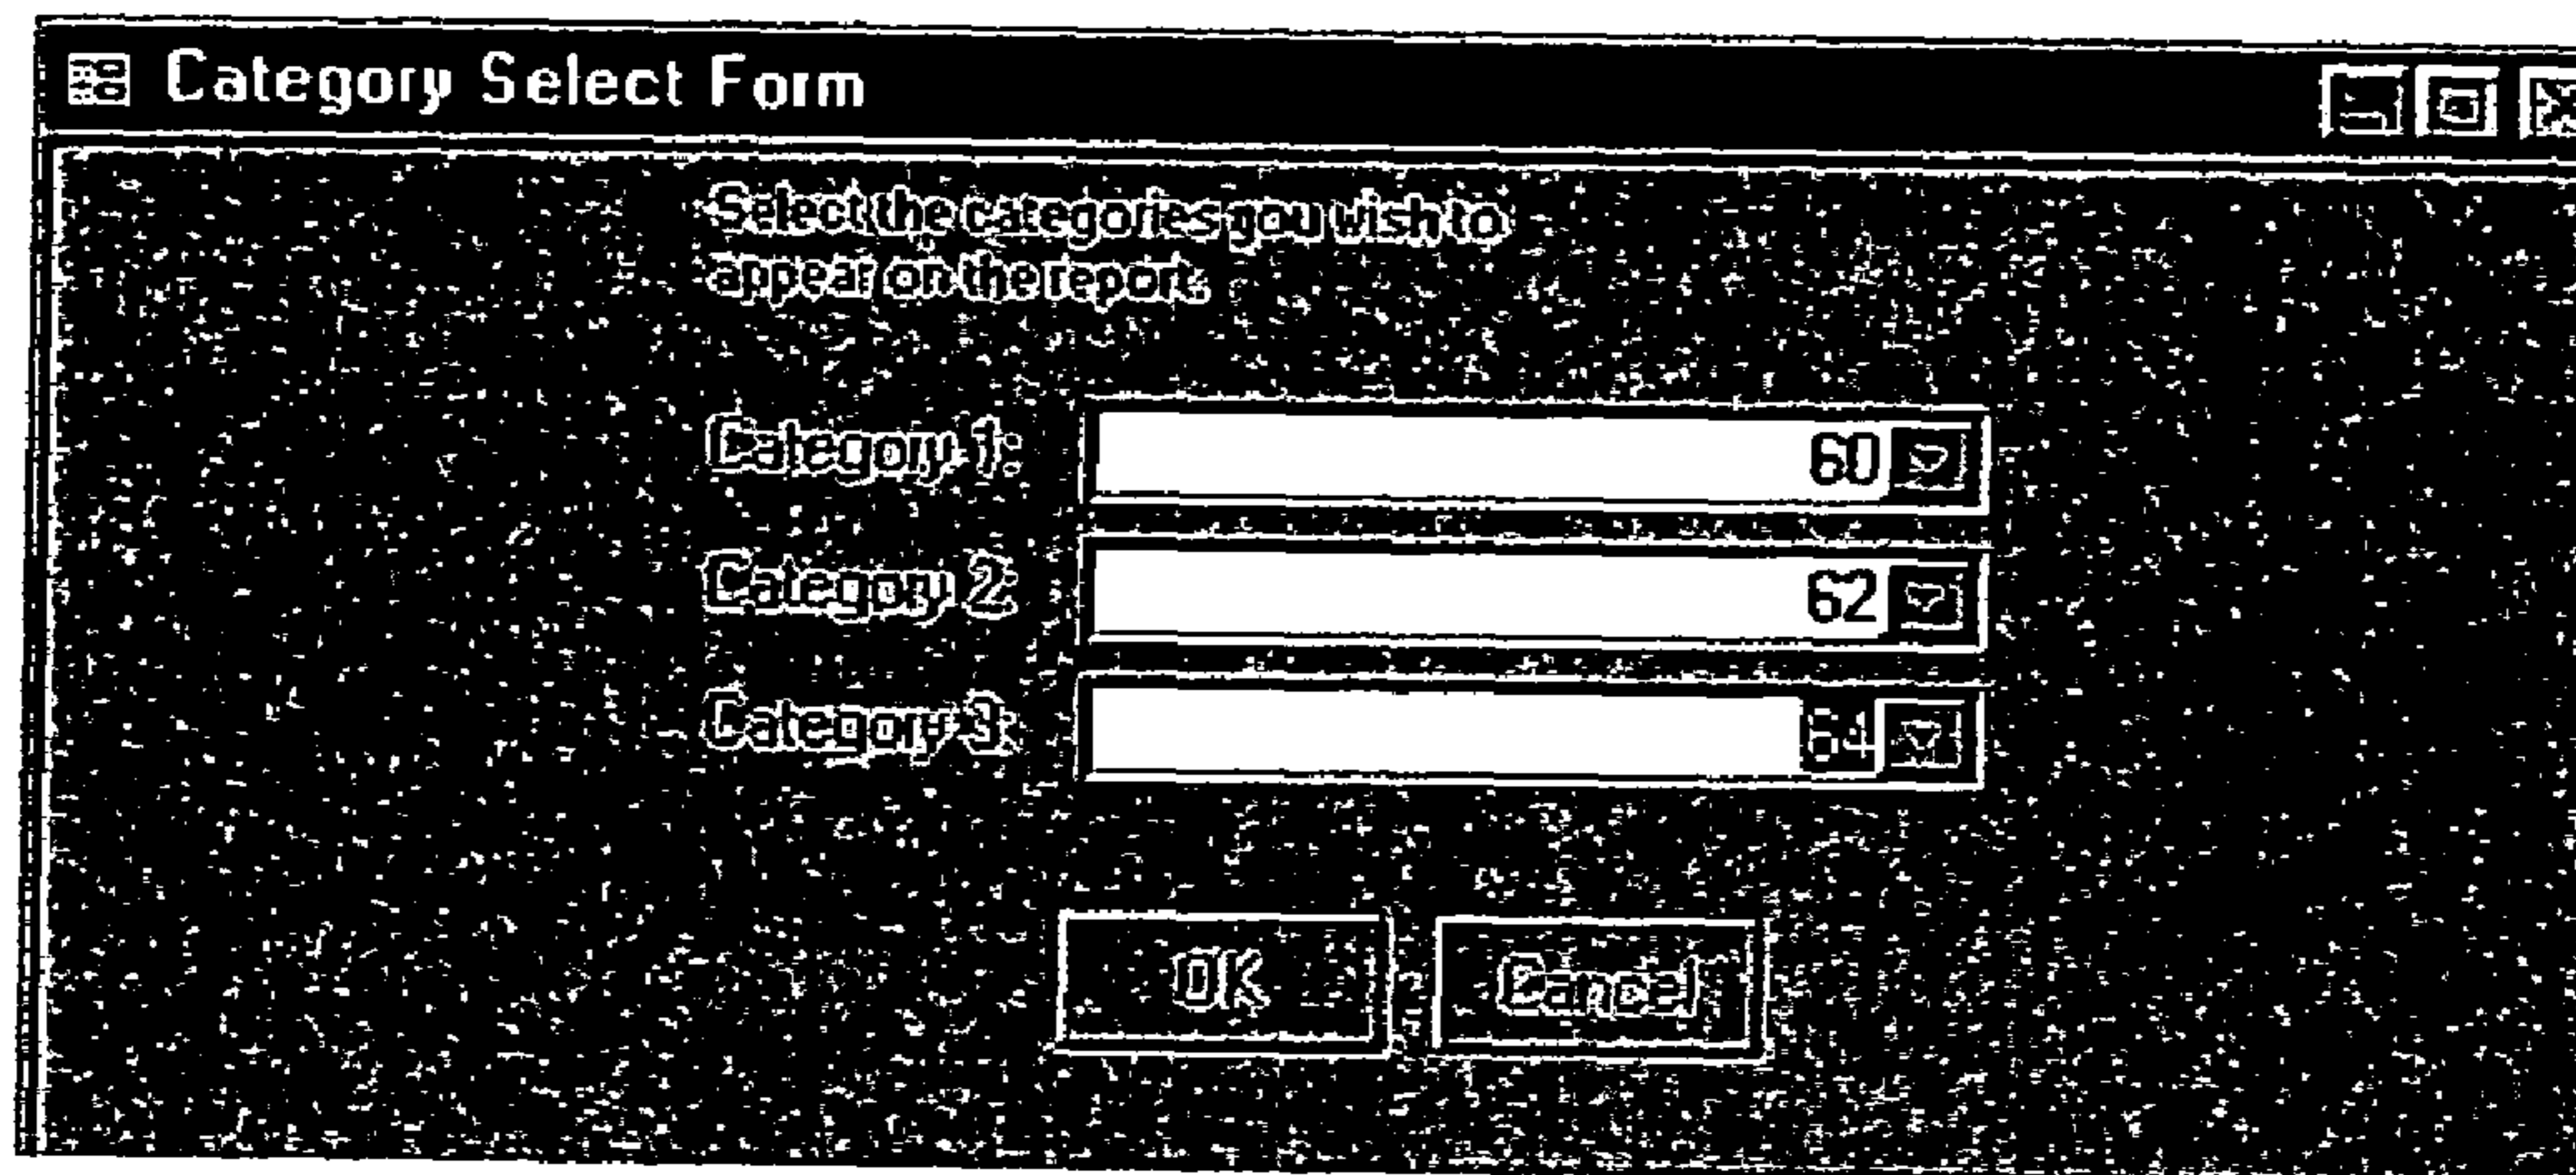 Category Select Form
Select the categories you wish to
appear on the report.
Category 1: 60
Category 2: 62
Category 3: 64
OK Cancel